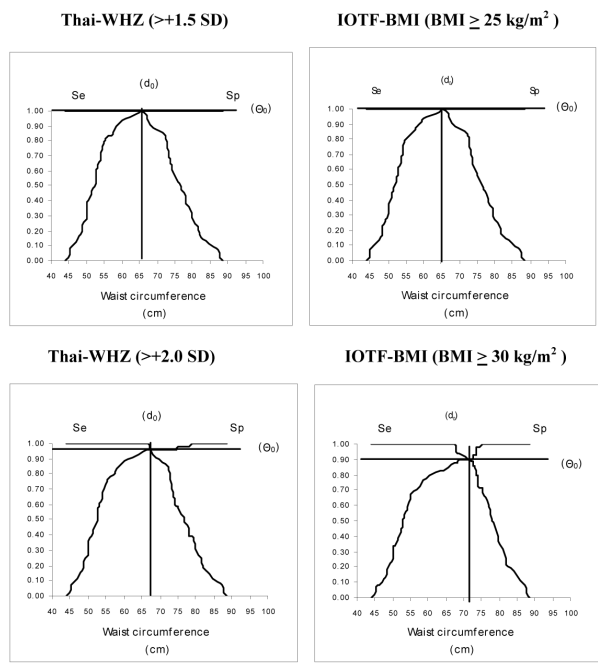 Thai-WHZ (>+1.5 SD)
(d0)
Se
Sp
(Θ0)
1.00
0.90
0.80
0.70
0.60
0.50
0.40
0.30
0.20
0.10
0.00
40 45 50 55 60 65 70 75 80 85 90 95 100
Waist circumference
(cm)
IOTF-BMI (BMI ≥ 25 kg/m²)
(d0)
Se
Sp
(Θ0)
1.00
0.90
0.80
0.70
0.60
0.50
0.40
0.30
0.20
0.10
0.00
40 45 50 55 60 65 70 75 80 85 90 95 100
Waist circumference
(cm)
Thai-WHZ (>+2.0 SD)
(d0)
Se
Sp
(Θ0)
1.00
0.90
0.80
0.70
0.60
0.50
0.40
0.30
0.20
0.10
0.00
40 45 50 55 60 65 70 75 80 85 90 95 100
Waist circumference
(cm)
IOTF-BMI (BMI ≥ 30 kg/m²)
(d0)
Se
Sp
(Θ0)
1.00
0.90
0.80
0.70
0.60
0.50
0.40
0.30
0.20
0.10
0.00
40 45 50 55 60 65 70 75 80 85 90 95 100
Waist circumference
(cm)